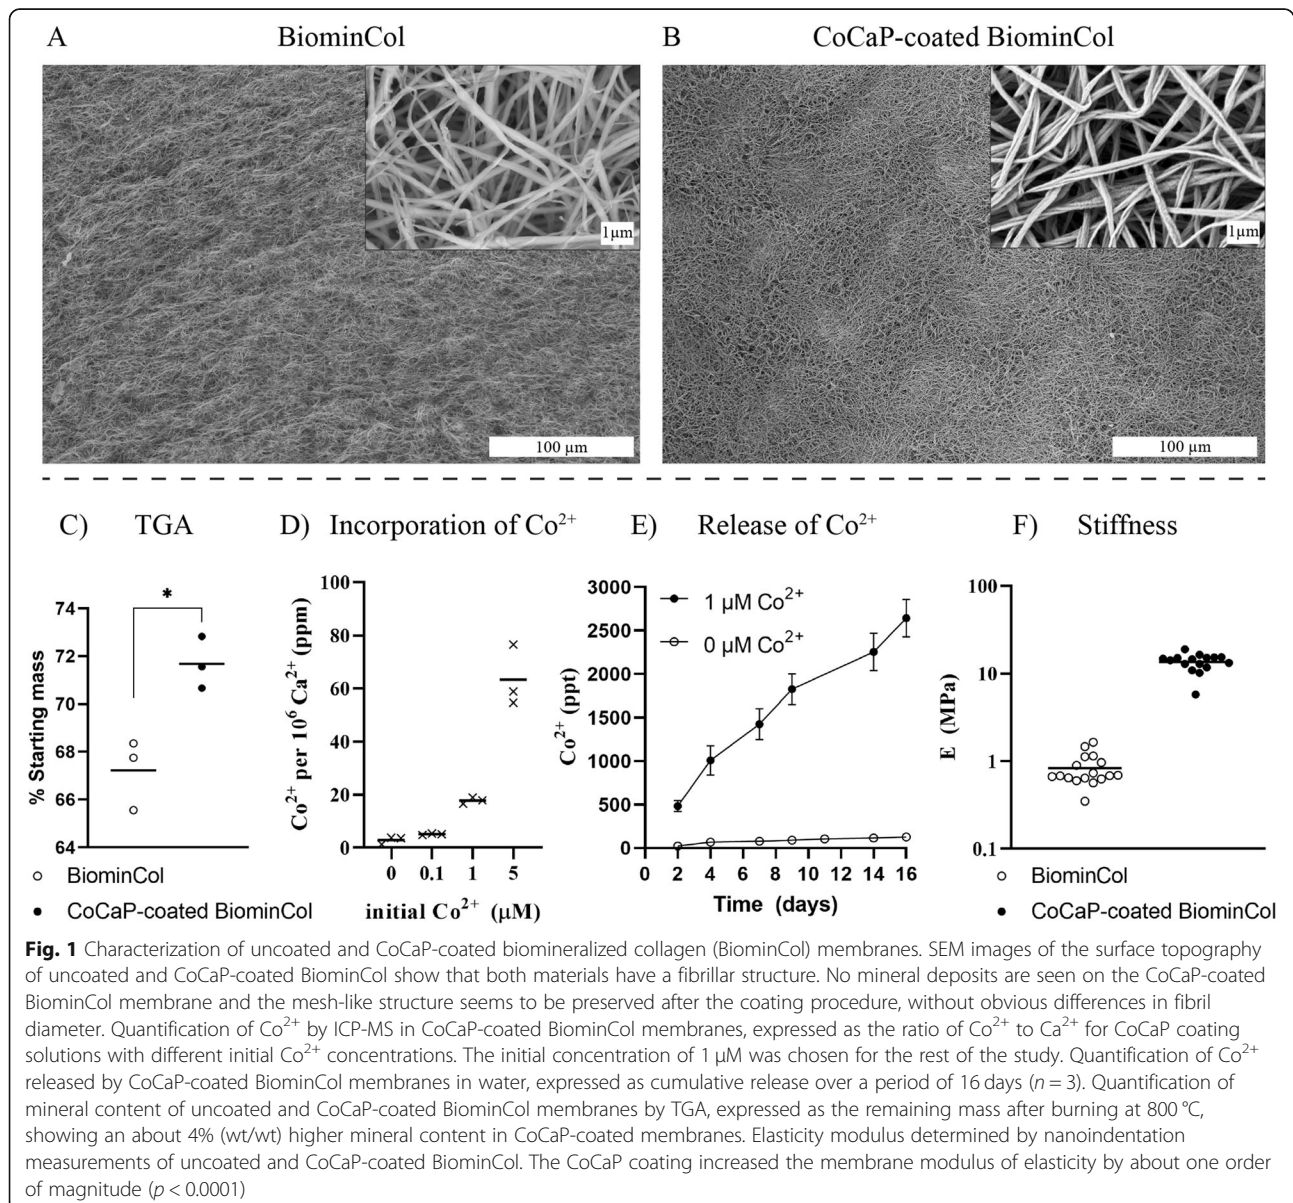 A BiominCol
B CoCaP-coated BiominCol
1µm
1µm
100 µm
100 µm
C) TGA
D) Incorporation of Co²⁺
E) Release of Co²⁺
F) Stiffness
% Starting mass
74
72
70
68
66
64
*
○ BiominCol
● CoCaP-coated BiominCol
Co²⁺ per 10⁶ Ca²⁺ (ppm)
100
80
60
40
20
0
0 0.1 1 5
initial Co²⁺ (µM)
Co²⁺ (ppt)
3000
2500
2000
1500
1000
500
0
1 µM Co²⁺
0 µM Co²⁺
0 2 4 6 8 10 12 14 16
Time (days)
E (MPa)
100
10
1
0.1
○ BiominCol
● CoCaP-coated BiominCol
Fig. 1 Characterization of uncoated and CoCaP-coated biomineralized collagen (BiominCol) membranes. SEM images of the surface topography
of uncoated and CoCaP-coated BiominCol show that both materials have a fibrillar structure. No mineral deposits are seen on the CoCaP-coated
BiominCol membrane and the mesh-like structure seems to be preserved after the coating procedure, without obvious differences in fibril
diameter. Quantification of Co²⁺ by ICP-MS in CoCaP-coated BiominCol membranes, expressed as the ratio of Co²⁺ to Ca²⁺ for CoCaP coating
solutions with different initial Co²⁺ concentrations. The initial concentration of 1 µM was chosen for the rest of the study. Quantification of Co²⁺
released by CoCaP-coated BiominCol membranes in water, expressed as cumulative release over a period of 16 days (n = 3). Quantification of
mineral content of uncoated and CoCaP-coated BiominCol membranes by TGA, expressed as the remaining mass after burning at 800 °C,
showing an about 4% (wt/wt) higher mineral content in CoCaP-coated membranes. Elasticity modulus determined by nanoindentation
measurements of uncoated and CoCaP-coated BiominCol. The CoCaP coating increased the membrane modulus of elasticity by about one order
of magnitude (p < 0.0001)